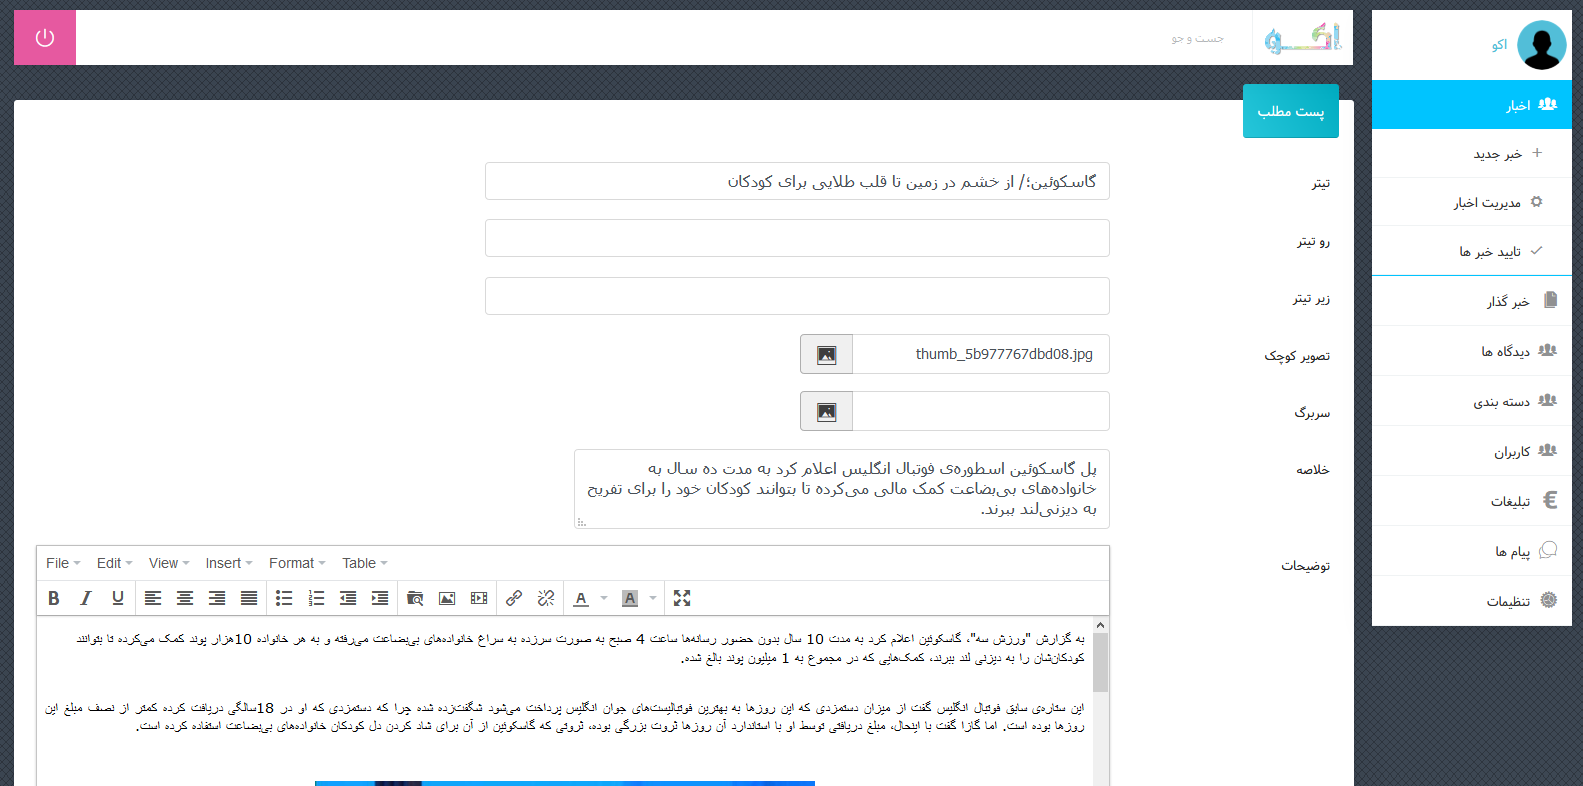 اکو
اخبار
خبر جدید
مدیریت اخبار
تایید خبر ها
خبر گذار
دیدگاه ها
دسته بندی
کاربران
تبلیغات
پیام ها
تنظیمات
اکو
جست و جو
پست مطلب
تیتر
گاسکوئین؛/ از خشم در زمین تا قلب طلایی برای کودکان
رو تیتر
زیر تیتر
تصویر کوچک
thumb_5b977767dbd08.jpg
سربرگ
خلاصه
پل گاسکوئین اسطوره‌ی فوتبال انگلیس اعلام کرد به مدت ده سال به
خانواده‌های بی‌بضاعت کمک مالی می‌کرده تا بتوانند کودکان خود را برای تفریح
به دیزنی‌لند ببرند.
توضیحات
File Edit View Insert Format Table
به گزارش "ورزش سه"، گاسکوئین اعلام کرد به مدت 10 سال بدون حضور رسانه‌ها ساعت 4 صبح به صورت سرزده به سراغ خانواده‌های بی‌بضاعت می‌رفته و به هر خانواده 10هزار پوند کمک می‌کرده تا بتوانند
کودکان‌شان را به دیزنی لند ببرند، کمک‌هایی که در مجموع به 1 میلیون پوند بالغ شده.
این ستاره‌ی سابق فوتبال انگلیس گفت از میزان دستمزدی که این روزها به بهترین فوتبالیست‌های جوان انگلیس پرداخت می‌شود شگفت‌زده شده چرا که دستمزدی که او در 18سالگی دریافت کرده کمتر از نصف مبلغ این
روزها بوده است. اما گازا گفت با اینحال، مبلغ دریافتی توسط او با استاندارد آن روزها ثروت بزرگی بوده، ثروتی که گاسکوئین از آن برای شاد کردن دل کودکان خانواده‌های بی‌بضاعت استفاده کرده است.